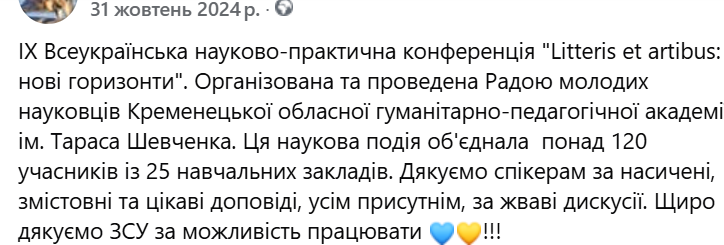 31 жовтень 2024 р. ·
ІХ Всеукраїнська науково-практична конференція "Litteris et artibus:
нові горизонти". Організована та проведена Радою молодих
науковців Кременецької обласної гуманітарно-педагогічної академі
ім. Тараса Шевченка. Ця наукова подія об'єднала  понад 120
учасників із 25 навчальних закладів. Дякуємо спікерам за насичені,
змістовні та цікаві доповіді, усім присутнім, за жваві дискусії. Щиро
дякуємо ЗСУ за можливість працювати 💙💛!!!